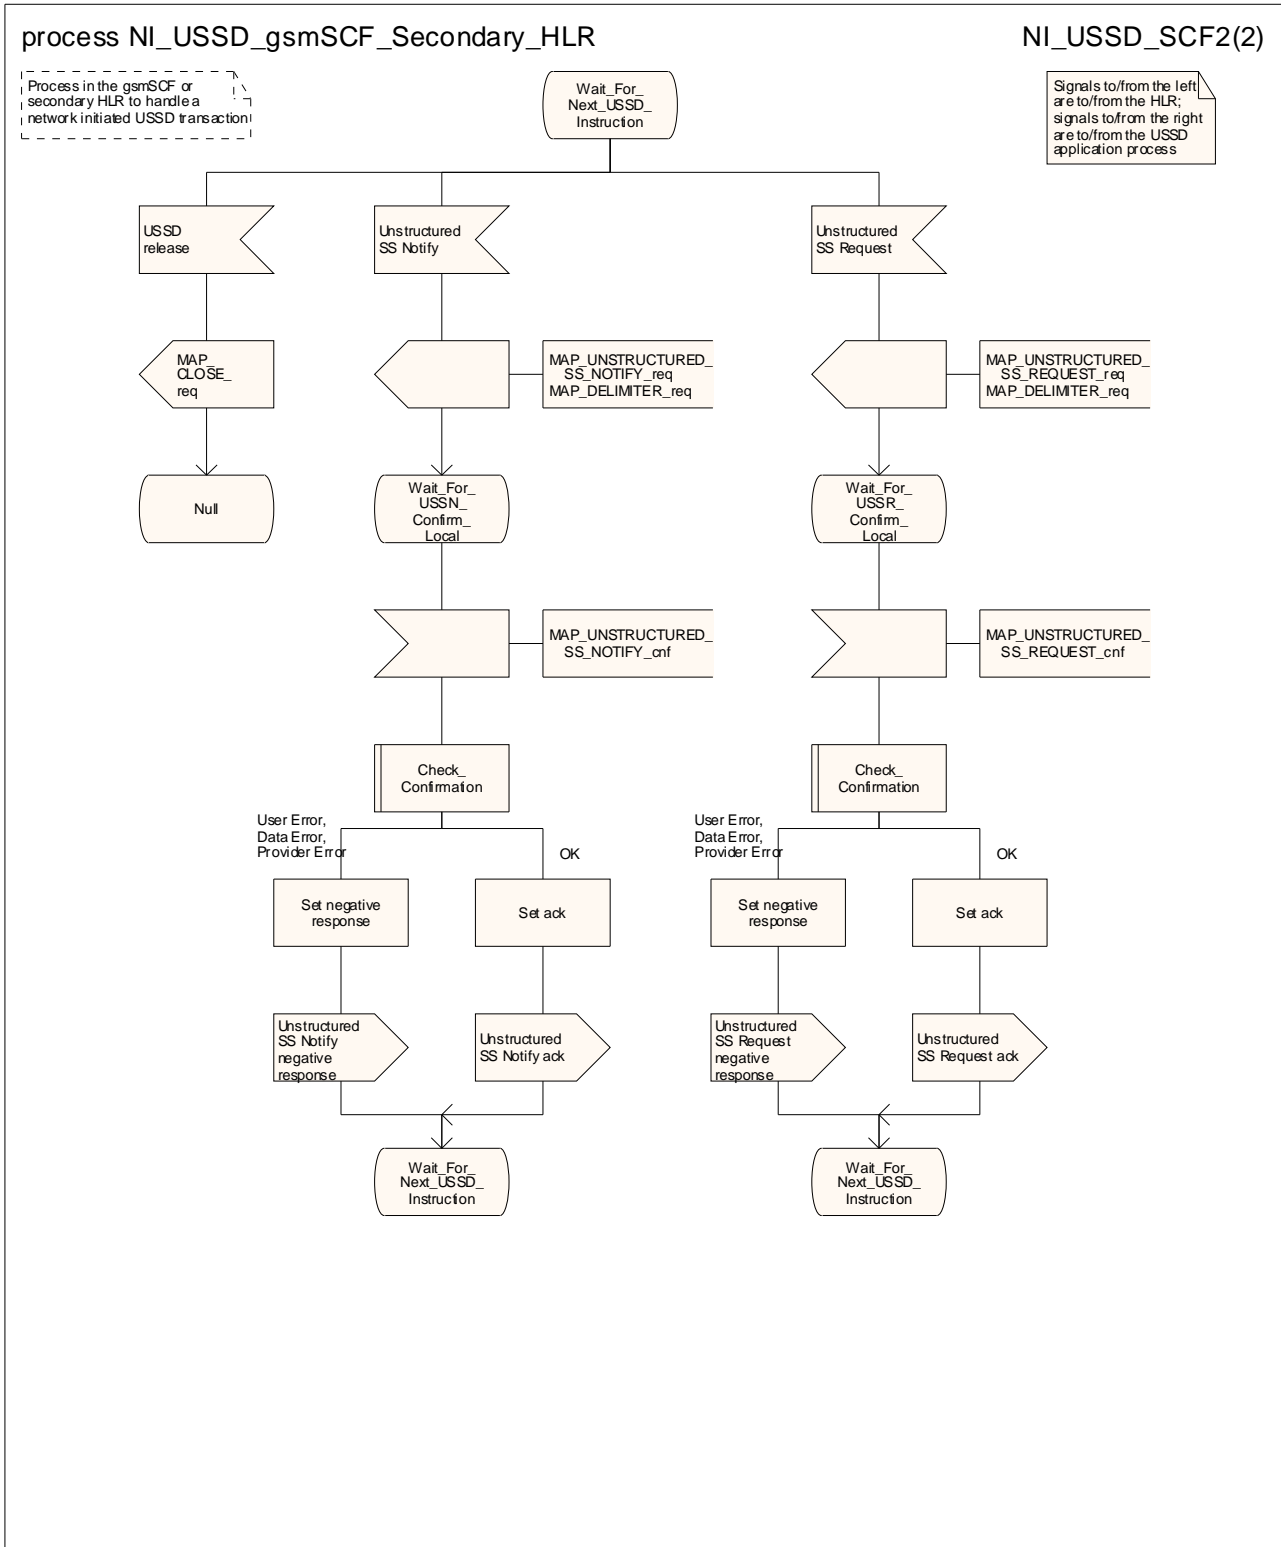 process NI_USSD_gsmSCF_Secondary_HLR
NI_USSD_SCF2(2)
Process in the gsmSCF or
secondary HLR to handle a
network initiated USSD transaction
Wait_For_
Next_USSD_
Instruction
Signals to/from the left
are to/from the HLR;
signals to/from the right
are to/from the USSD
application process
USSD
release
Unstructured
SS Notify
Unstructured
SS Request
MAP_
CLOSE_
req
MAP_UNSTRUCTURED_
SS_NOTIFY_req
MAP_DELIMITER_req
MAP_UNSTRUCTURED_
SS_REQUEST_req
MAP_DELIMITER_req
Null
Wait_For_
USSN_
Confirm_
Local
Wait_For_
USSR_
Confirm_
Local
MAP_UNSTRUCTURED_
SS_NOTIFY_cnf
MAP_UNSTRUCTURED_
SS_REQUEST_cnf
Check_
Confirmation
Check_
Confirmation
User Error,
Data Error,
Provider Error
OK
User Error,
Data Error,
Provider Error
OK
Set negative
response
Set ack
Set negative
response
Set ack
Unstructured
SS Notify
negative
response
Unstructured
SS Notify ack
Unstructured
SS Request
negative
response
Unstructured
SS Request ack
Wait_For_
Next_USSD_
Instruction
Wait_For_
Next_USSD_
Instruction